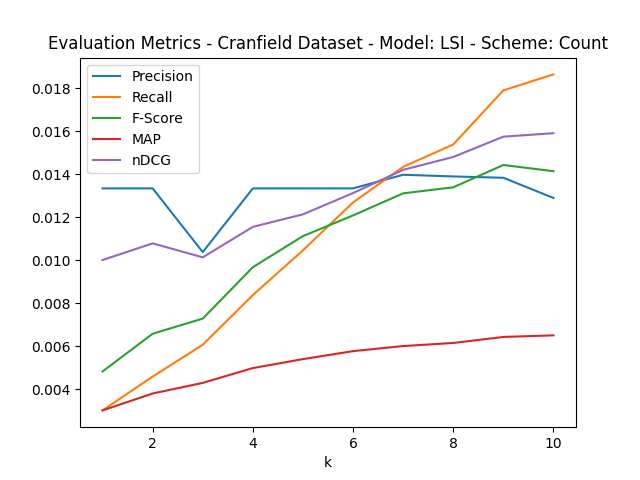 Evaluation Metrics - Cranfield Dataset - Model: LSI - Scheme: Count
Precision
Recall
F-Score
MAP
nDCG
0.018
0.016
0.014
0.012
0.010
0.008
0.006
0.004
2 4 6 8 10
k